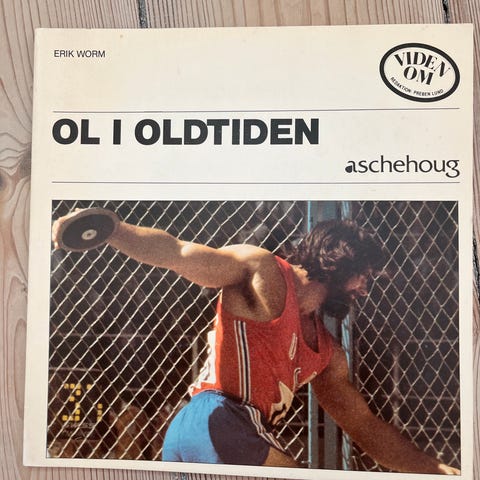 ERIK WORM
VIDEN
OM
REDAKTION: PREBEN LUND
OL I OLDTIDEN
aschehoug